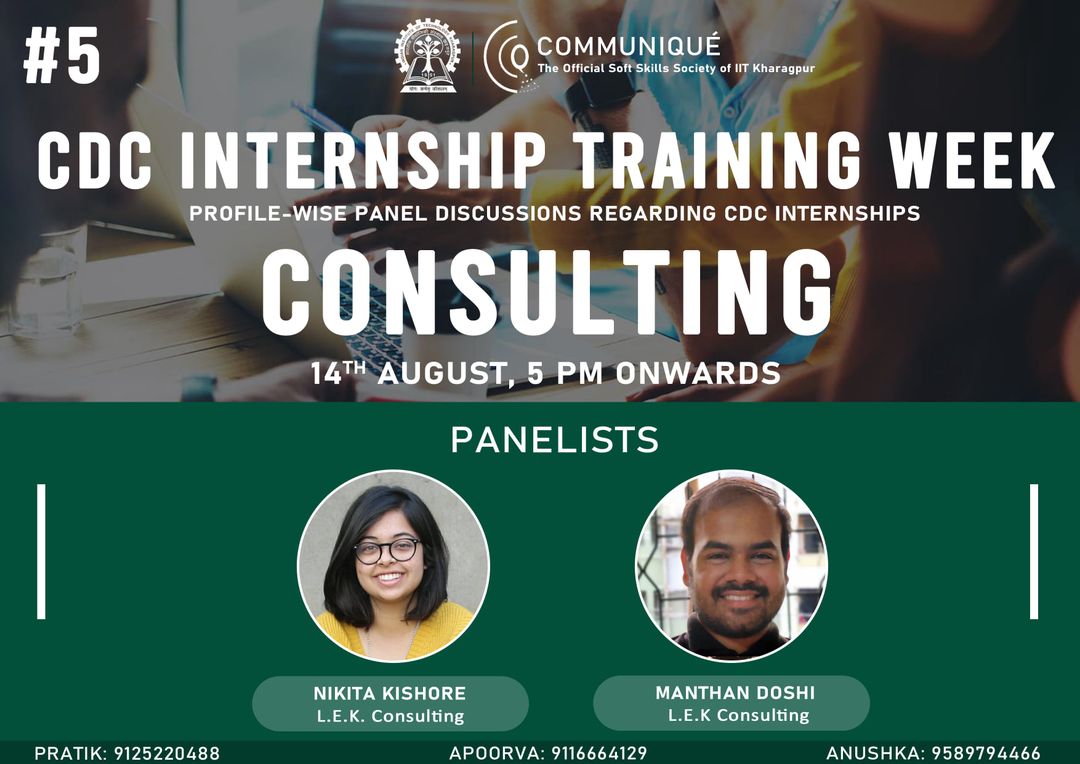 #5
COMMUNIQUÉ
The Official Soft Skills Society of IIT Kharagpur
1951
CDC INTERNSHIP TRAINING WEEK
PROFILE-WISE PANEL DISCUSSIONS REGARDING CDC INTERNSHIPS
CONSULTING
14TH AUGUST, 5 PM ONWARDS
PANELISTS
NIKITA KISHORE
L.E.K. Consulting
MANTHAN DOSHI
L.E.K Consulting
PRATIK: 9125220488
APOORVA: 9116664129
ANUSHKA: 9589794466